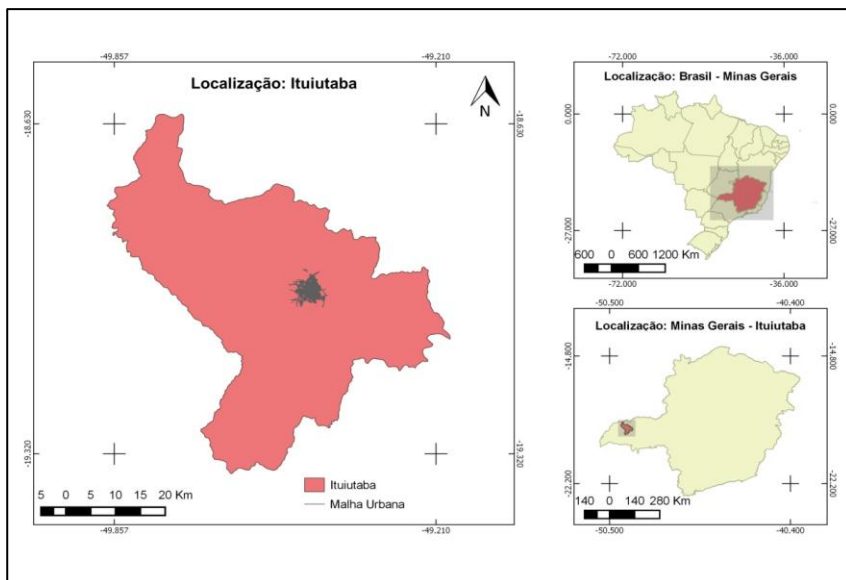 -49.857
-49.210
Localização: Ituiutaba
N
-18.630
-18.630
-19.320
-19.320
Ituiutaba
Malha Urbana
5 0 5 10 15 20 Km
-49.857
-49.210
-72.000
-36.000
Localização: Brasil - Minas Gerais
0.000
0.000
-27.000
-27.000
600 0 600 1200 Km
-72.000
-36.000
-50.500
-40.400
Localização: Minas Gerais - Ituiutaba
-14.800
-14.800
-22.200
-22.200
140 0 140 280 Km
-50.500
-40.400